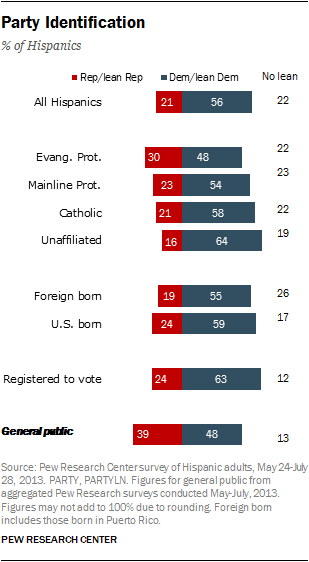 Party Identification
% of Hispanics
Rep/lean Rep Dem/lean Dem No lean
All Hispanics 21 56 22
Evang. Prot. 30 48 22
Mainline Prot. 23 54 23
Catholic 21 58 22
Unaffiliated 16 64 19
Foreign born 19 55 26
U.S. born 24 59 17
Registered to vote 24 63 12
General public 39 48 13
Source: Pew Research Center survey of Hispanic adults, May 24-July
28, 2013. PARTY, PARTYLN. Figures for general public from
aggregated Pew Research surveys conducted May-July, 2013.
Figures may not add to 100% due to rounding. Foreign born
includes those born in Puerto Rico.
PEW RESEARCH CENTER